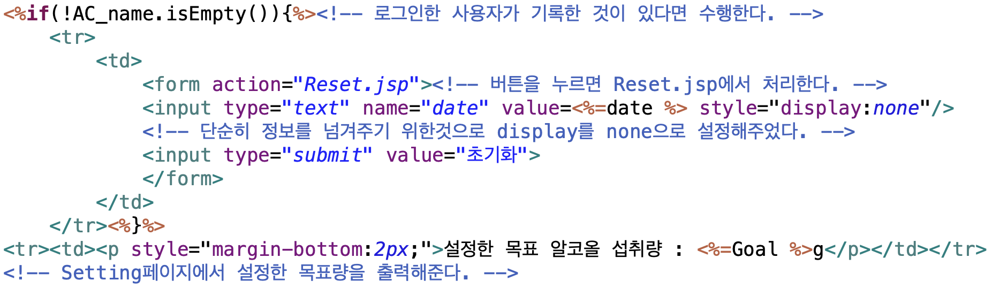 <%if(!AC_name.isEmpty()){%><!-- 로그인한 사용자가 기록한 것이 있다면 수행한다. -->
<tr>
<td>
<form action="Reset.jsp"><!-- 버튼을 누르면 Reset.jsp에서 처리한다. -->
<input type="text" name="date" value=<%=date %> style="display:none"/>
<!-- 단순히 정보를 넘겨주기 위한것으로 display를 none으로 설정해주었다. -->
<input type="submit" value="초기화">
</form>
</td>
</tr><%}%>
<tr><td><p style="margin-bottom:2px;">설정한 목표 알코올 섭취량 : <%=Goal %>g</p></td></tr>
<!-- Setting페이지에서 설정한 목표량을 출력해준다. -->